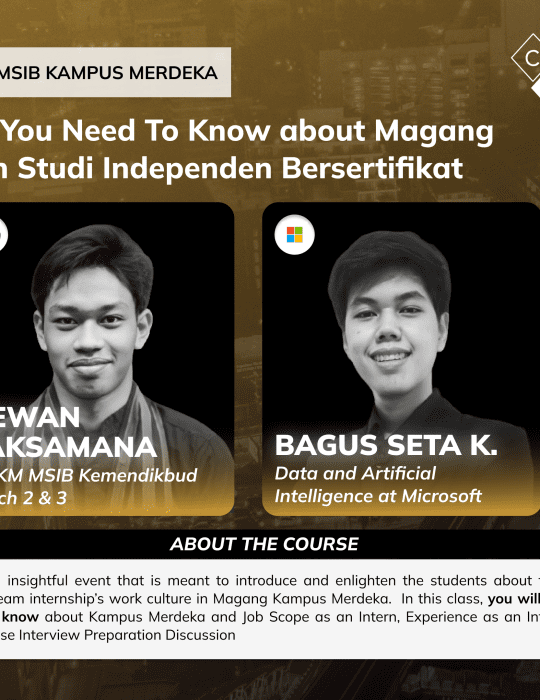 MSIB KAMPUS MERDEKA
C
You Need To Know about Magang
n Studi Independen Bersertifikat
EWAN
AKSAMANA
KM MSIB Kemendikbud
ch 2 & 3
BAGUS SETA K.
Data and Artificial
Intelligence at Microsoft
ABOUT THE COURSE
insightful event that is meant to introduce and enlighten the students about t
eam internship's work culture in Magang Kampus Merdeka. In this class, you will
know about Kampus Merdeka and Job Scope as an Intern, Experience as an In
se Interview Preparation Discussion